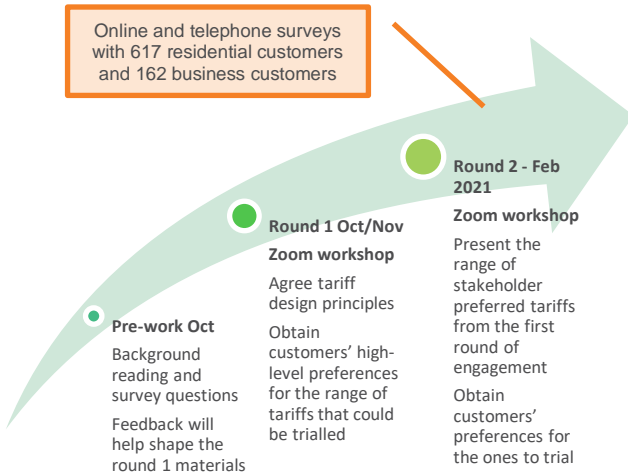 Online and telephone surveys
with 617 residential customers
and 162 business customers
Pre-work Oct
Background
reading and
survey questions
Feedback will
help shape the
round 1 materials
Round 1 Oct/Nov
Zoom workshop
Agree tariff
design principles
Obtain
customers’ high-
level preferences
for the range of
tariffs that could
be trialled
Round 2 - Feb
2021
Zoom workshop
Present the
range of
stakeholder
preferred tariffs
from the first
round of
engagement
Obtain
customers’
preferences for
the ones to trial